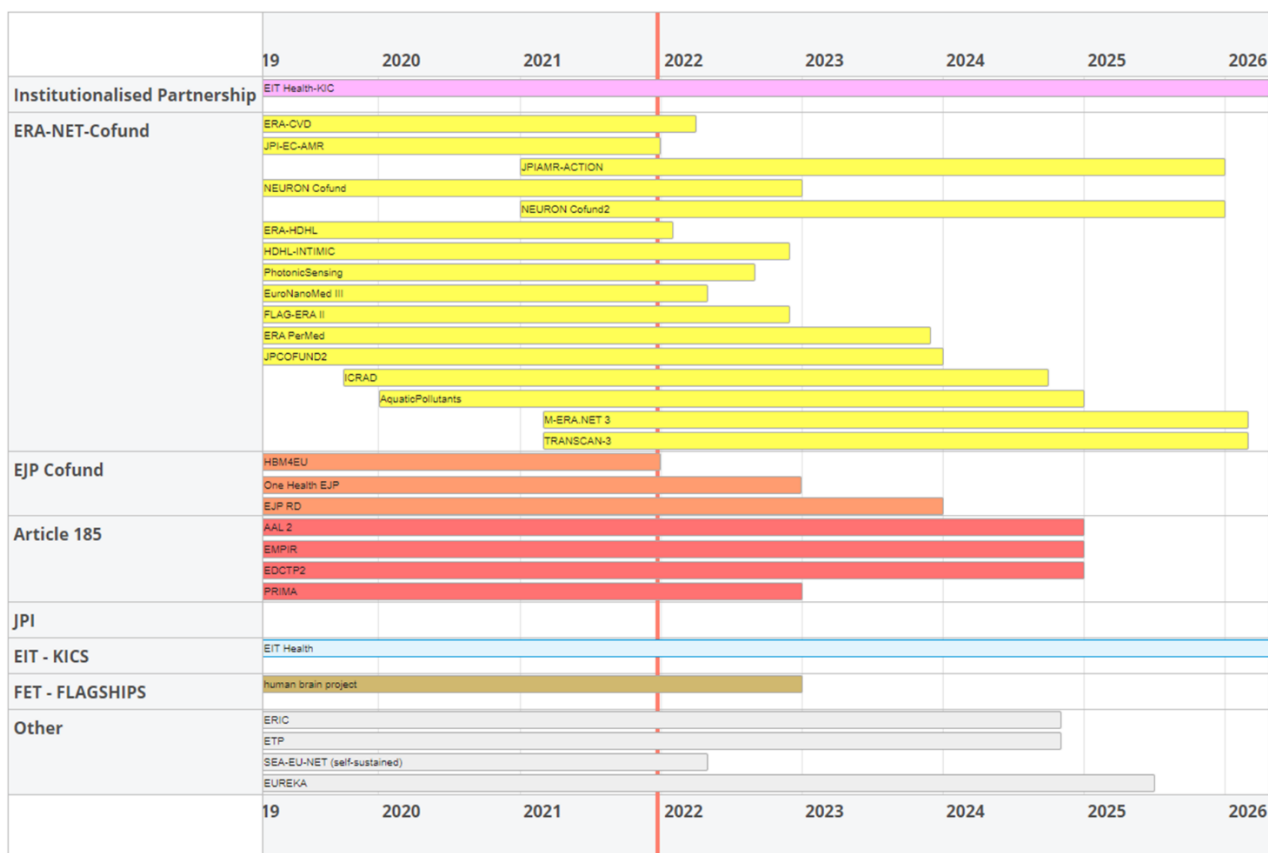 19 2020 2021 2022 2023 2024 2025 2026
Institutionalised Partnership
EIT Health-KIC
ERA-NET-Cofund
ERA-CVD
JPI-EC-AMR
JPIAMR-ACTION
NEURON Cofund
NEURON Cofund2
ERA-HDHL
HDHL-INTIMIC
PhotonicSensing
EuroNanoMed III
FLAG-ERA II
ERA PerMed
JPCOFUND2
ICRAD
AquaticPollutants
M-ERA.NET 3
TRANSCAN-3
EJP Cofund
HBM4EU
One Health EJP
EJP RD
Article 185
AAL 2
EMPIR
EDCTP2
PRIMA
JPI
EIT - KICS
EIT Health
FET - FLAGSHIPS
human brain project
Other
ERIC
ETP
SEA-EU-NET (self-sustained)
EUREKA
19 2020 2021 2022 2023 2024 2025 2026